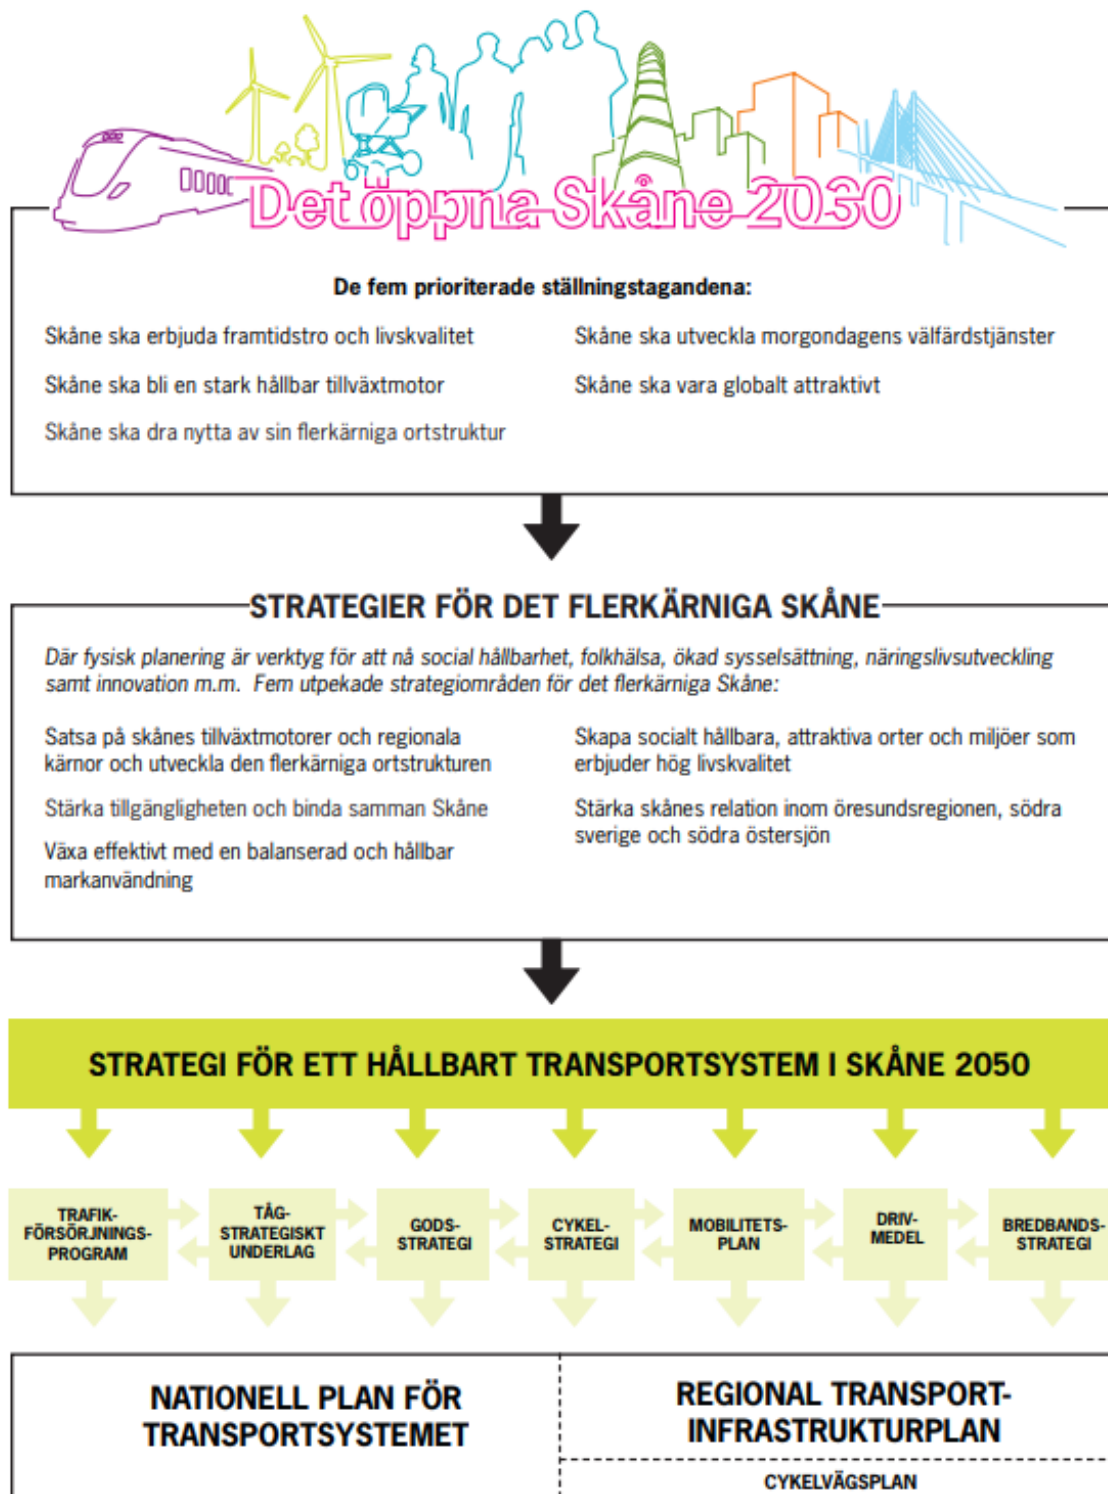 Det öppna Skåne 2030
De fem prioriterade ställningstagandena:
Skåne ska erbjuda framtidstro och livskvalitet
Skåne ska bli en stark hållbar tillväxtmotor
Skåne ska dra nytta av sin flerkärniga ortstruktur
Skåne ska utveckla morgondagens välfärdstjänster
Skåne ska vara globalt attraktivt
STRATEGIER FÖR DET FLERKÄRNIGA SKÅNE
Där fysisk planering är verktyg för att nå social hållbarhet, folkhälsa, ökad sysselsättning, näringslivsutveckling
samt innovation m.m. Fem utpekade strategiområden för det flerkärniga Skåne:
Satsa på skånes tillväxtmotorer och regionala
kärnor och utveckla den flerkärniga ortstrukturen
Stärka tillgängligheten och binda samman Skåne
Växa effektivt med en balanserad och hållbar
markanvändning
Skapa socialt hållbara, attraktiva orter och miljöer som
erbjuder hög livskvalitet
Stärka skånes relation inom öresundsregionen, södra
sverige och södra östersjön
STRATEGI FÖR ETT HÅLLBART TRANSPORTSYSTEM I SKÅNE 2050
TRAFIK-
FÖRSÖRJNINGS-
PROGRAM
TÅG-
STRATEGISKT
UNDERLAG
GODS-
STRATEGI
CYKEL-
STRATEGI
MOBILITETS-
PLAN
DRIV-
MEDEL
BREDBANDS-
STRATEGI
NATIONELL PLAN FÖR
TRANSPORTSYSTEMET
REGIONAL TRANSPORT-
INFRASTRUKTURPLAN
CYKELVÄGSPLAN